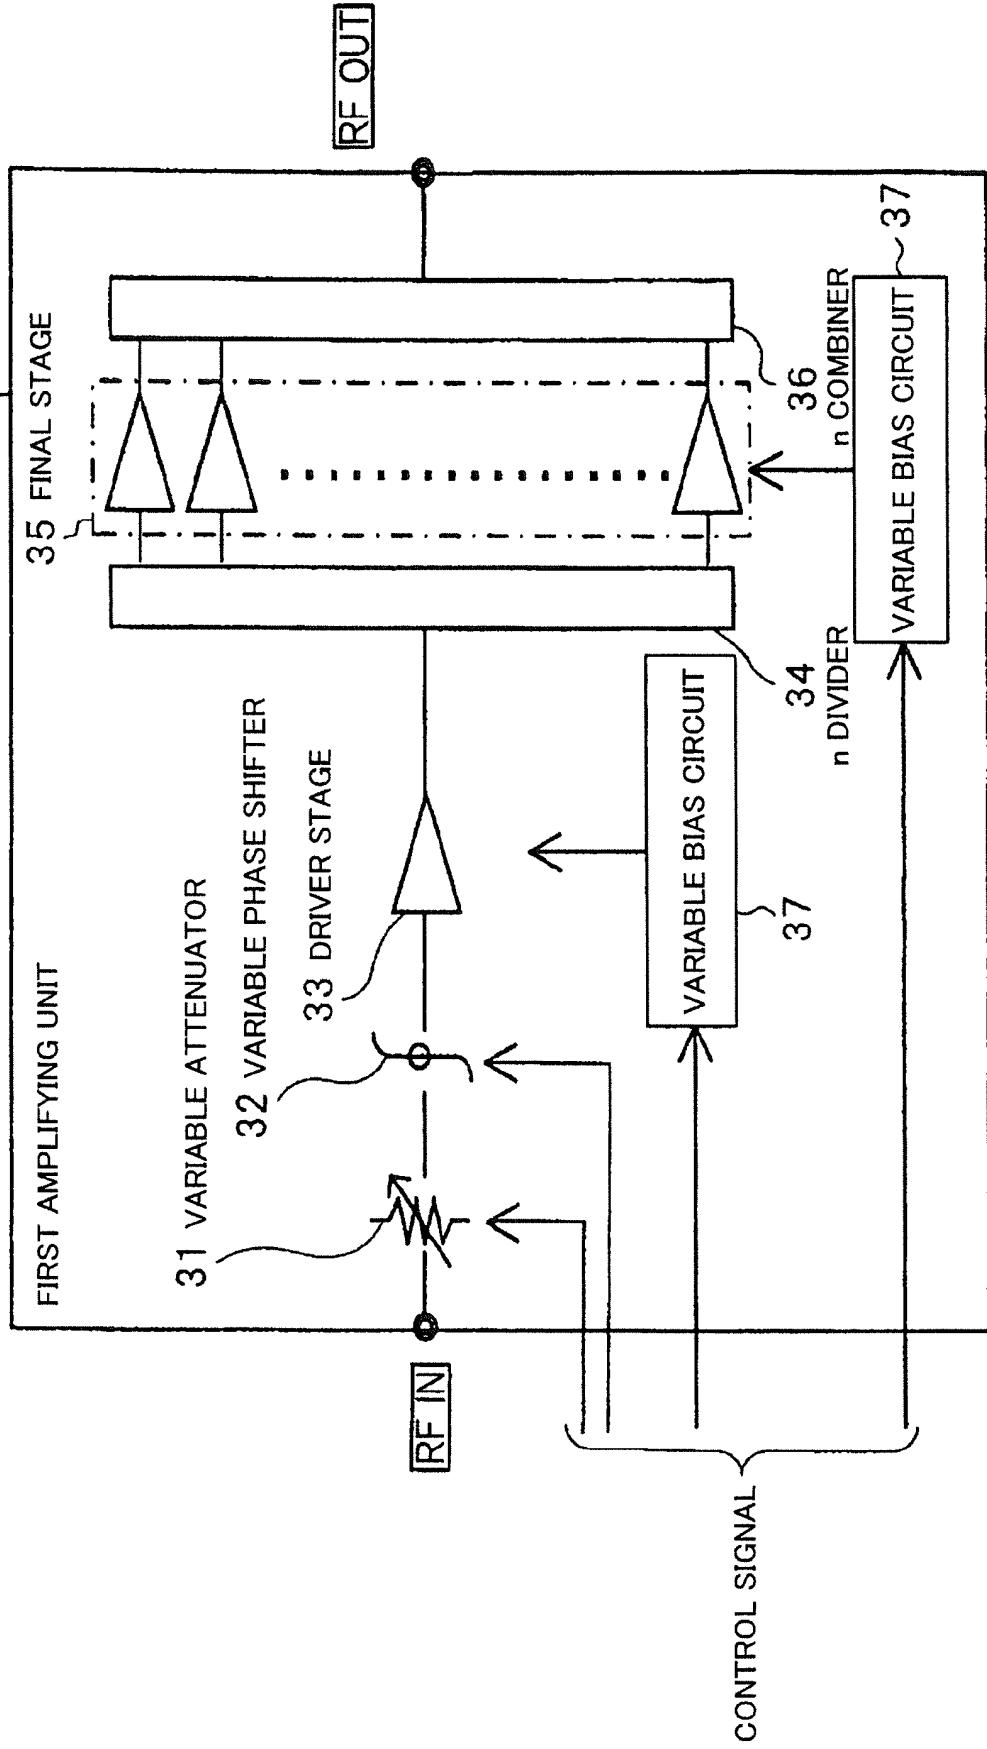 FIRST AMPLIFYING UNIT
31 VARIABLE ATTENUATOR
32 VARIABLE PHASE SHIFTER
33 DRIVER STAGE
35 FINAL STAGE
RF IN
RF OUT
34
n DIVIDER
36
n COMBINER
VARIABLE BIAS CIRCUIT
37
VARIABLE BIAS CIRCUIT
37
CONTROL SIGNAL